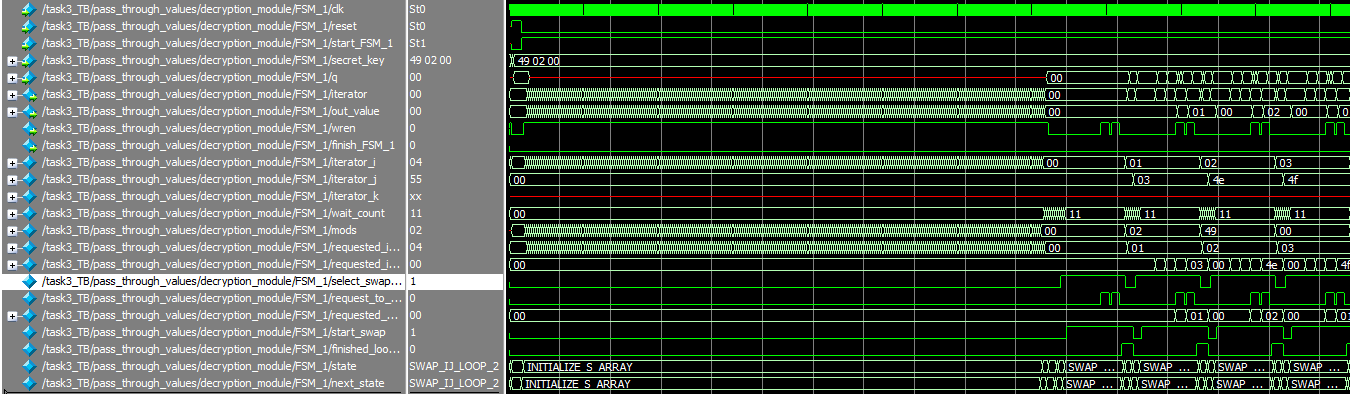 /task3_TB/pass_through_values/decryption_module/FSM_1/clk St0
/task3_TB/pass_through_values/decryption_module/FSM_1/reset St0
/task3_TB/pass_through_values/decryption_module/FSM_1/start_FSM_1 St1
/task3_TB/pass_through_values/decryption_module/FSM_1/secret_key 49 02 00 49 02 00
/task3_TB/pass_through_values/decryption_module/FSM_1/q 00 00
/task3_TB/pass_through_values/decryption_module/FSM_1/iterator 00 00
/task3_TB/pass_through_values/decryption_module/FSM_1/out_value 00 00 01 00 02 00 0
/task3_TB/pass_through_values/decryption_module/FSM_1/wren 0
/task3_TB/pass_through_values/decryption_module/FSM_1/finish_FSM_1 0
/task3_TB/pass_through_values/decryption_module/FSM_1/iterator_i 04 00 01 02 03
/task3_TB/pass_through_values/decryption_module/FSM_1/iterator_j 55 00 03 4e 4f
/task3_TB/pass_through_values/decryption_module/FSM_1/iterator_k xx
/task3_TB/pass_through_values/decryption_module/FSM_1/wait_count 11 00 11 11 11 11
/task3_TB/pass_through_values/decryption_module/FSM_1/mods 02 00 02 49 00
/task3_TB/pass_through_values/decryption_module/FSM_1/requested_i... 04 00 01 02 03
/task3_TB/pass_through_values/decryption_module/FSM_1/requested_i... 00 00 03 00 4e 00 4f
/task3_TB/pass_through_values/decryption_module/FSM_1/select_swap... 1
/task3_TB/pass_through_values/decryption_module/FSM_1/request_to_... 0
/task3_TB/pass_through_values/decryption_module/FSM_1/requested_... 00 00 01 00 02 00 01
/task3_TB/pass_through_values/decryption_module/FSM_1/start_swap 1
/task3_TB/pass_through_values/decryption_module/FSM_1/finished_loo... 0
/task3_TB/pass_through_values/decryption_module/FSM_1/state SWAP_IJ_LOOP_2 INITIALIZE_S_ARRAY SWAP ... SWAP ... SWAP ... SWAP ...
/task3_TB/pass_through_values/decryption_module/FSM_1/next_state SWAP_IJ_LOOP_2 INITIALIZE_S_ARRAY SWAP ... SWAP ... SWAP ... SWAP ...